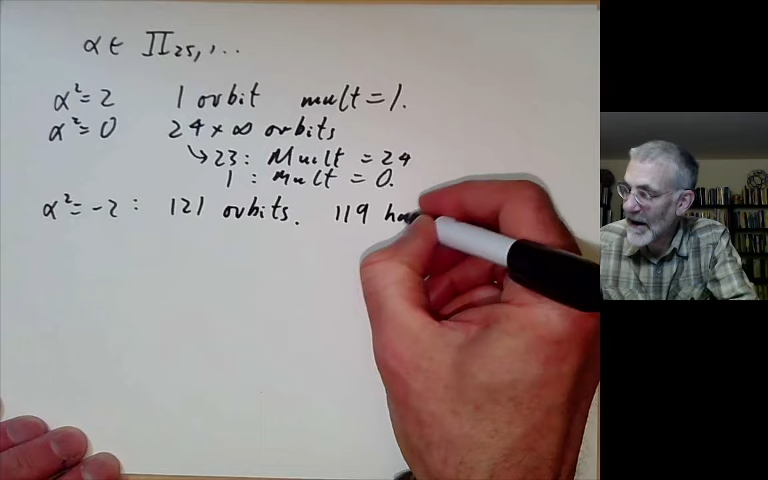 α ∈ II25, ...
α² = 2 1 orbit mult = 1.
α² = 0 24 × ∞ orbits
↳ 23 : Mult = 24
1 : mult = 0.
α² = -2 : 121 orbits. 119 ha